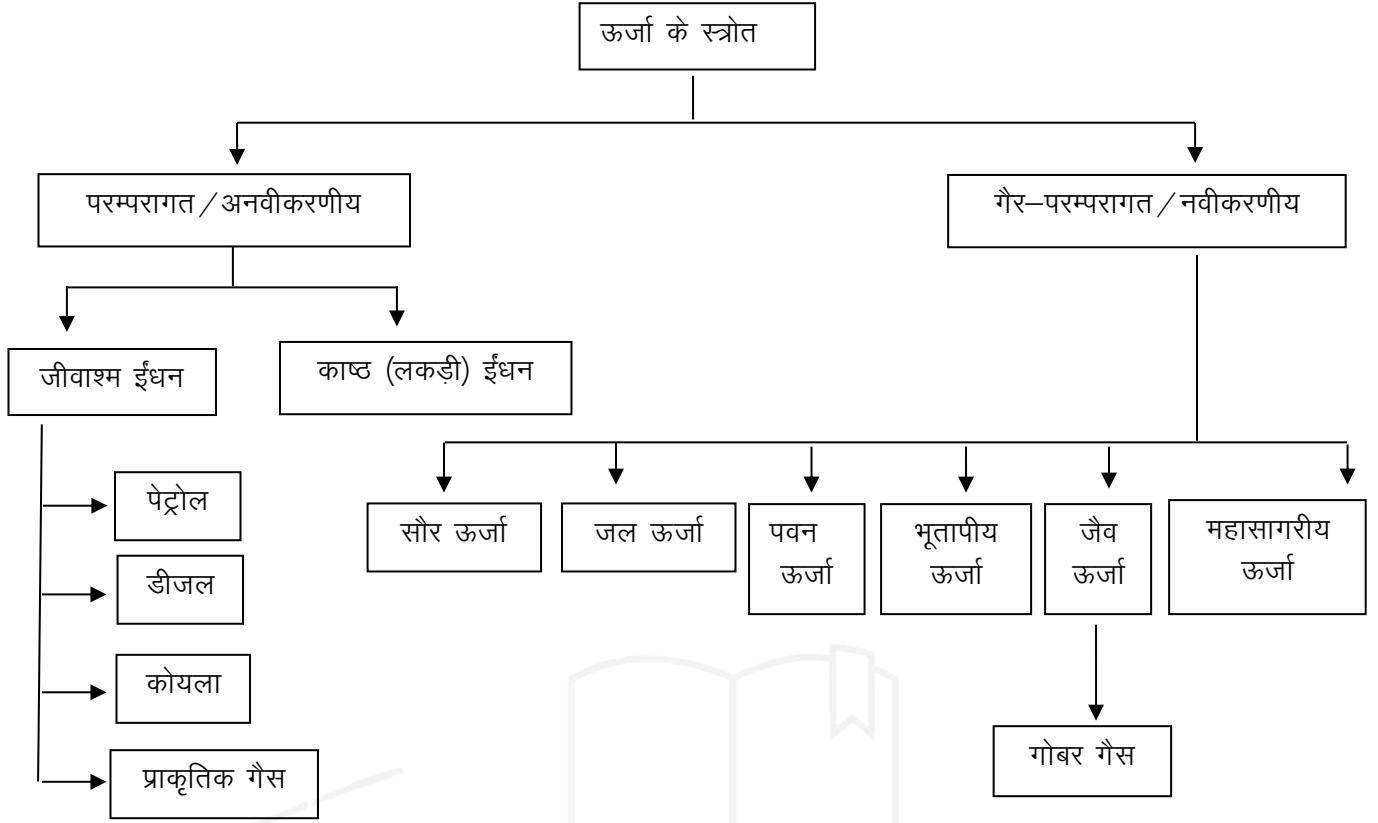 ऊर्जा के स्त्रोत
परम्परागत / अनवीकरणीय
गैर–परम्परागत / नवीकरणीय
जीवाश्म ईंधन
काष्ठ (लकड़ी) ईंधन
पेट्रोल
डीजल
कोयला
प्राकृतिक गैस
सौर ऊर्जा
जल ऊर्जा
पवन
ऊर्जा
भूतापीय
ऊर्जा
जैव
ऊर्जा
महासागरीय
ऊर्जा
गोबर गैस